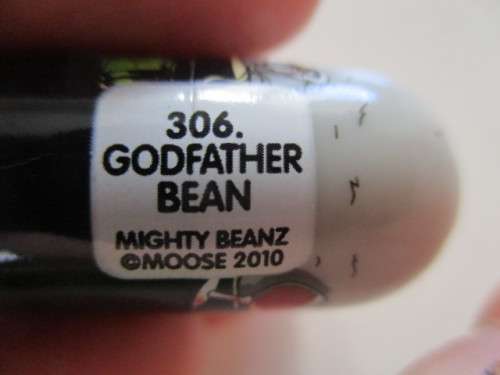 306.
GODFATHER
BEAN
MIGHTY BEANZ
©MOOSE 2010